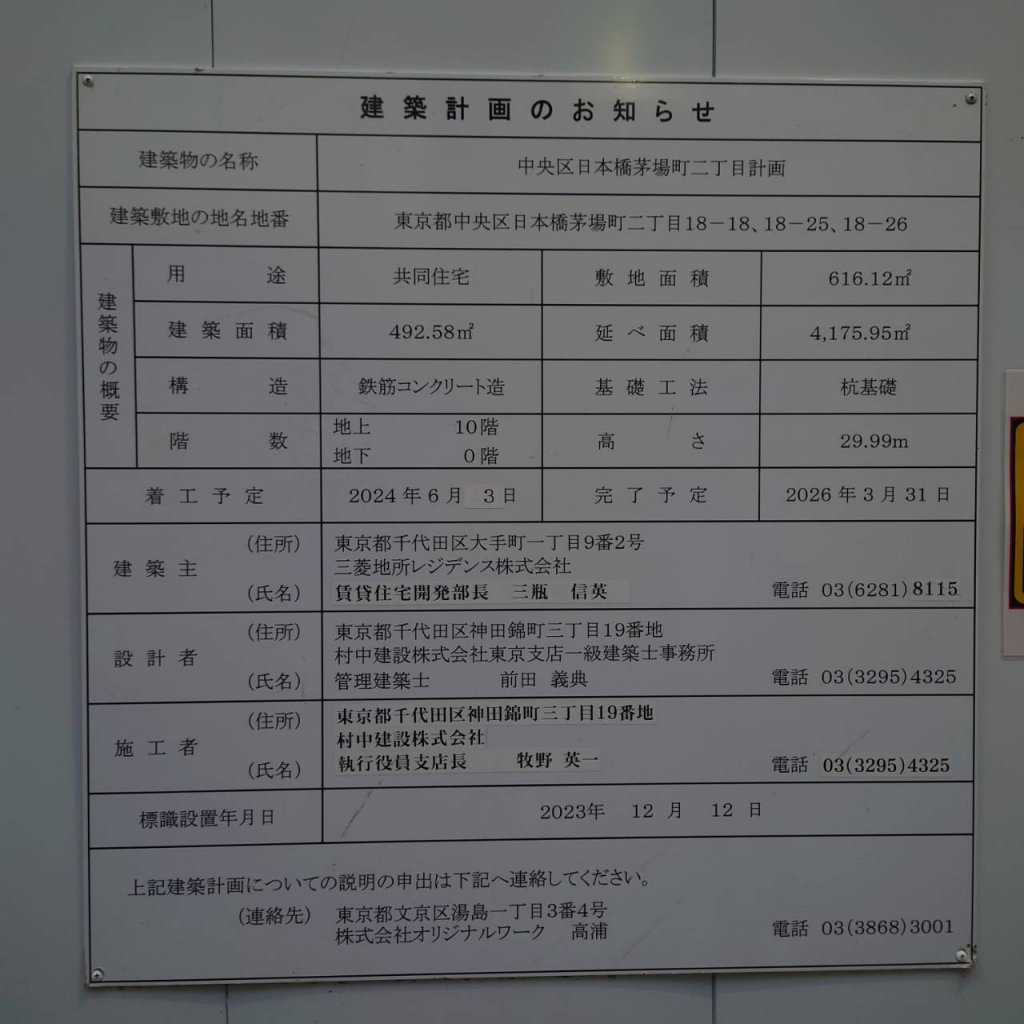 建築計画のお知らせ
建築物の名称 中央区日本橋茅場町二丁目計画
建築敷地の地名地番 東京都中央区日本橋茅場町二丁目18－18、18－25、18－26
建築物の概要
用途 共同住宅 敷地面積 616.12㎡
建築面積 492.58㎡ 延べ面積 4,175.95㎡
構造 鉄筋コンクリート造 基礎工法 杭基礎
階数 地上 10階 高さ 29.99m
地下 0階
着工予定 2024年6月3日 完了予定 2026年3月31日
建築主 (住所) 東京都千代田区大手町一丁目9番2号
三菱地所レジデンス株式会社
(氏名) 賃貸住宅開発部長 三瓶 信英 電話 03(6281)8115
設計者 (住所) 東京都千代田区神田錦町三丁目19番地
村中建設株式会社東京支店一級建築士事務所
(氏名) 管理建築士 前田 義典 電話 03(3295)4325
施工者 (住所) 東京都千代田区神田錦町三丁目19番地
村中建設株式会社
(氏名) 執行役員支店長 牧野 英一 電話 03(3295)4325
標識設置年月日 2023年 12月 12日
上記建築計画についての説明の申出は下記へ連絡してください。
(連絡先) 東京都文京区湯島一丁目3番4号
株式会社オリジナルワーク 高浦 電話 03(3868)3001